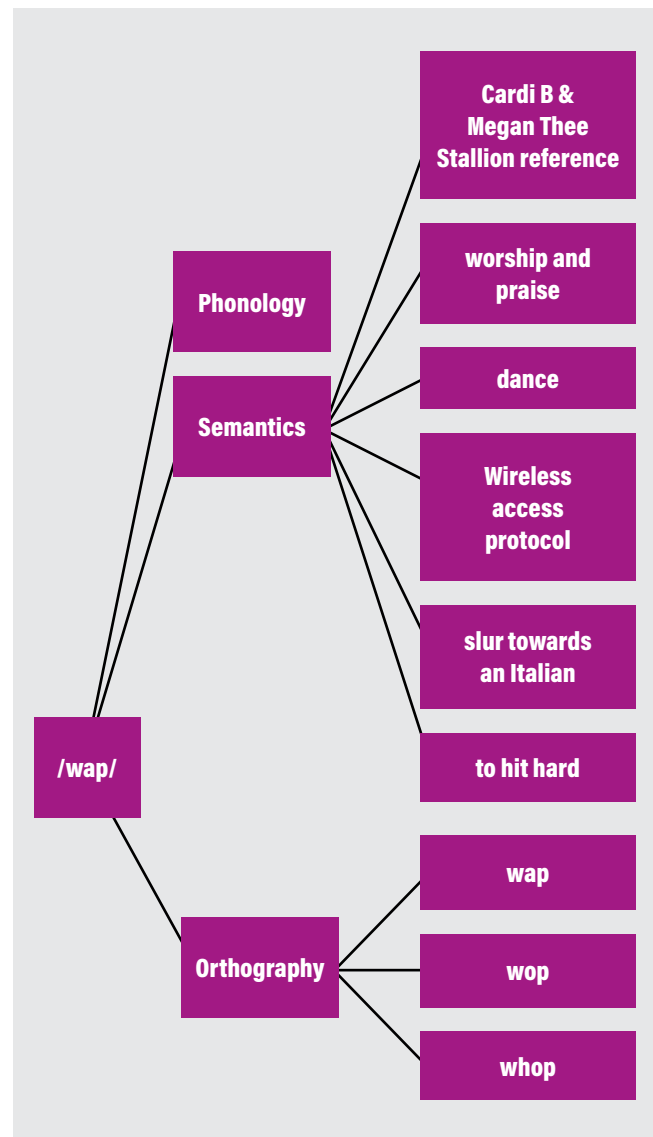 Cardi B &
Megan Thee
Stallion reference
worship and
praise
Phonology
dance
Semantics
Wireless
access
protocol
slur towards
an Italian
/wap/
to hit hard
wap
Orthography
wop
whop